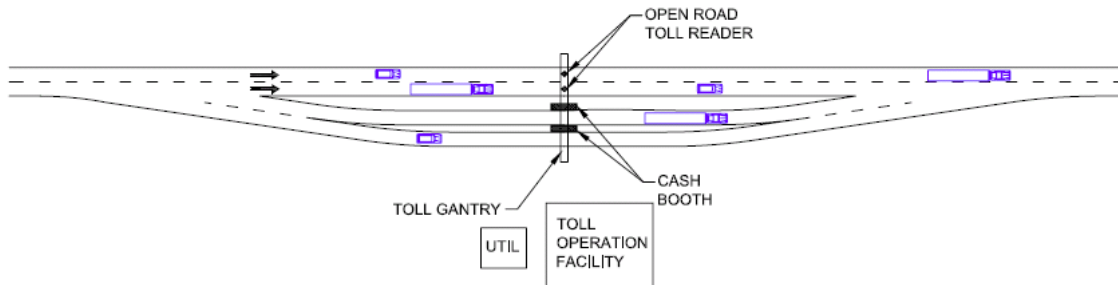 OPEN ROAD
TOLL READER
CASH
BOOTH
TOLL GANTRY
UTIL
TOLL
OPERATION
FACILITY